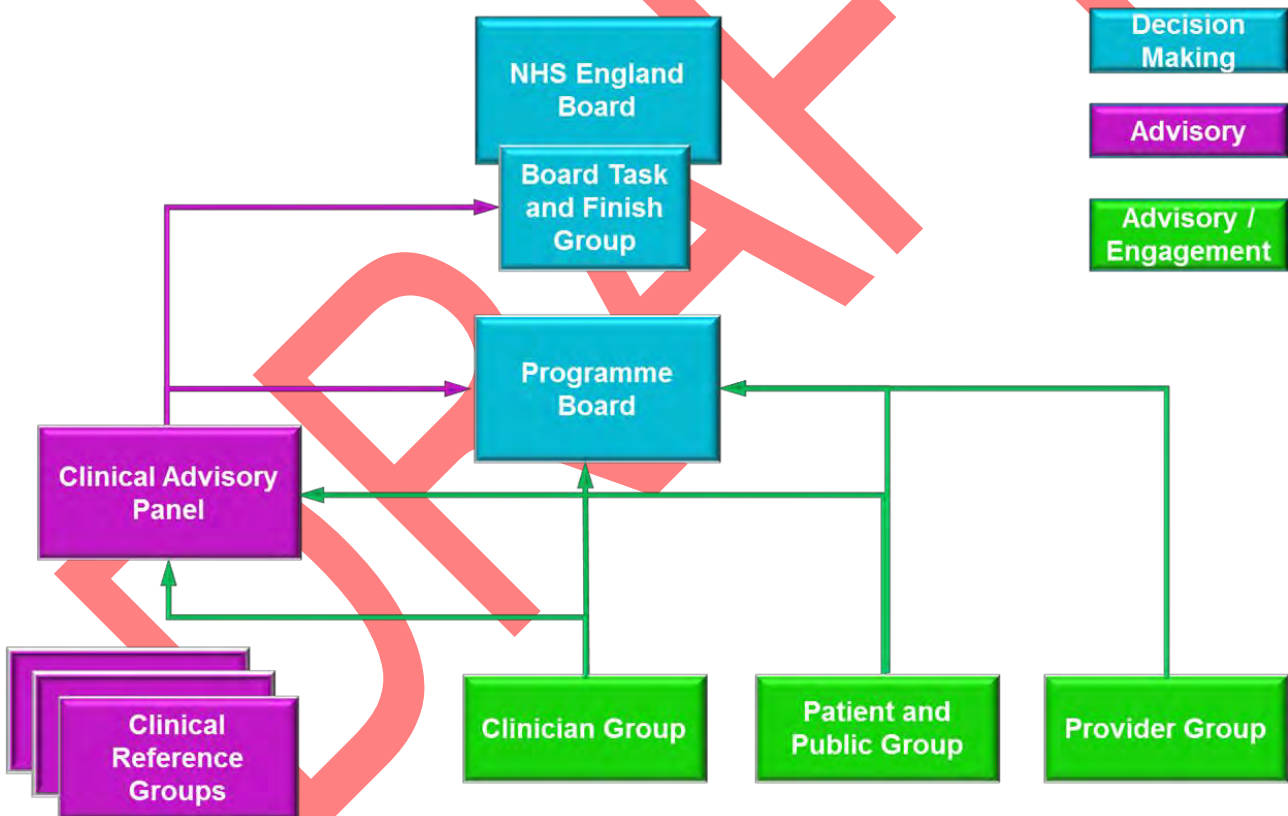 NHS England
Board
Board Task
and Finish
Group
Decision
Making
Advisory
Advisory /
Engagement
Programme
Board
Clinical Advisory
Panel
Clinical
Reference
Groups
Clinician Group
Patient and
Public Group
Provider Group
DRAFT